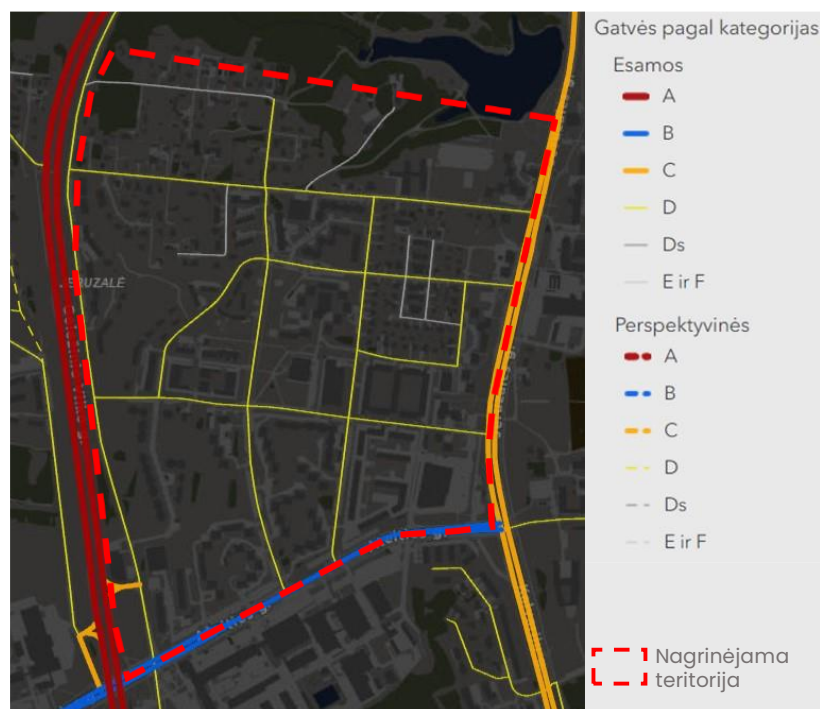 Gatvės pagal kategorijas
Esamos
A
B
C
D
Ds
E ir F
Perspektyvinės
A
B
C
D
Ds
E ir F
Nagrinėjama
teritorija